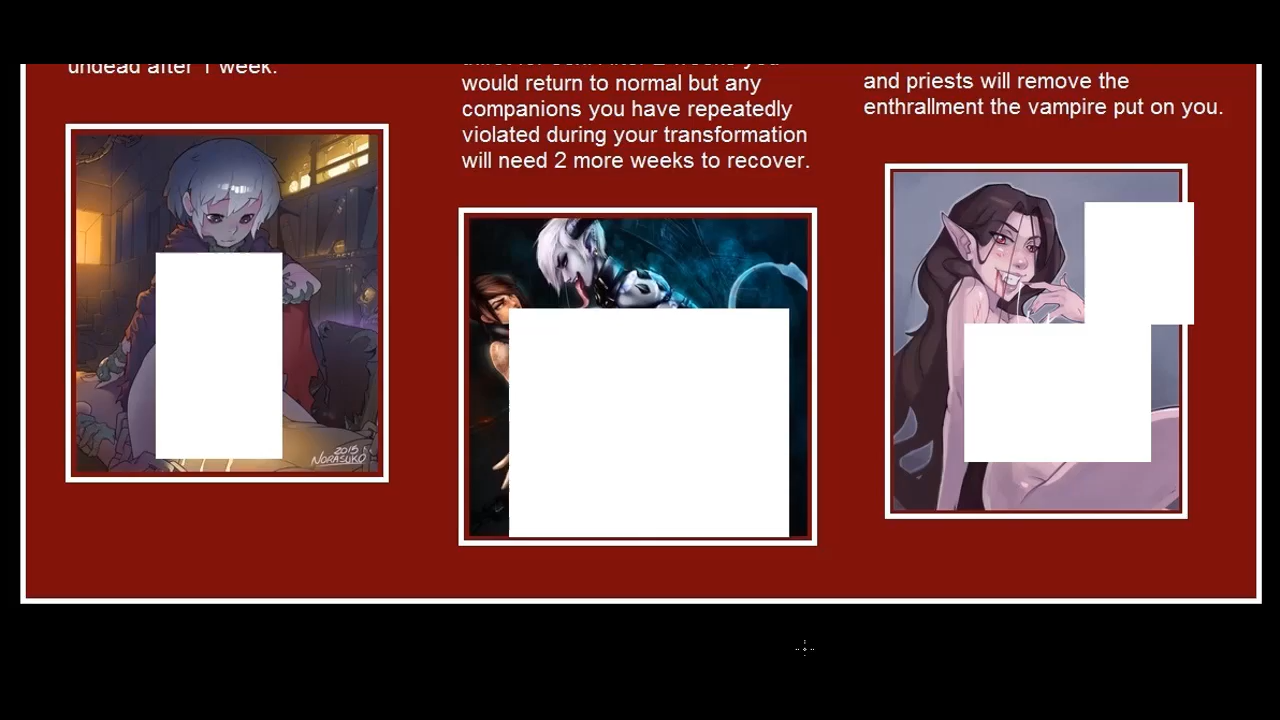 undead after 1 week.
would return to normal but any
companions you have repeatedly
violated during your transformation
will need 2 more weeks to recover.
and priests will remove the
enthrallment the vampire put on you.
2015
NORASUKO